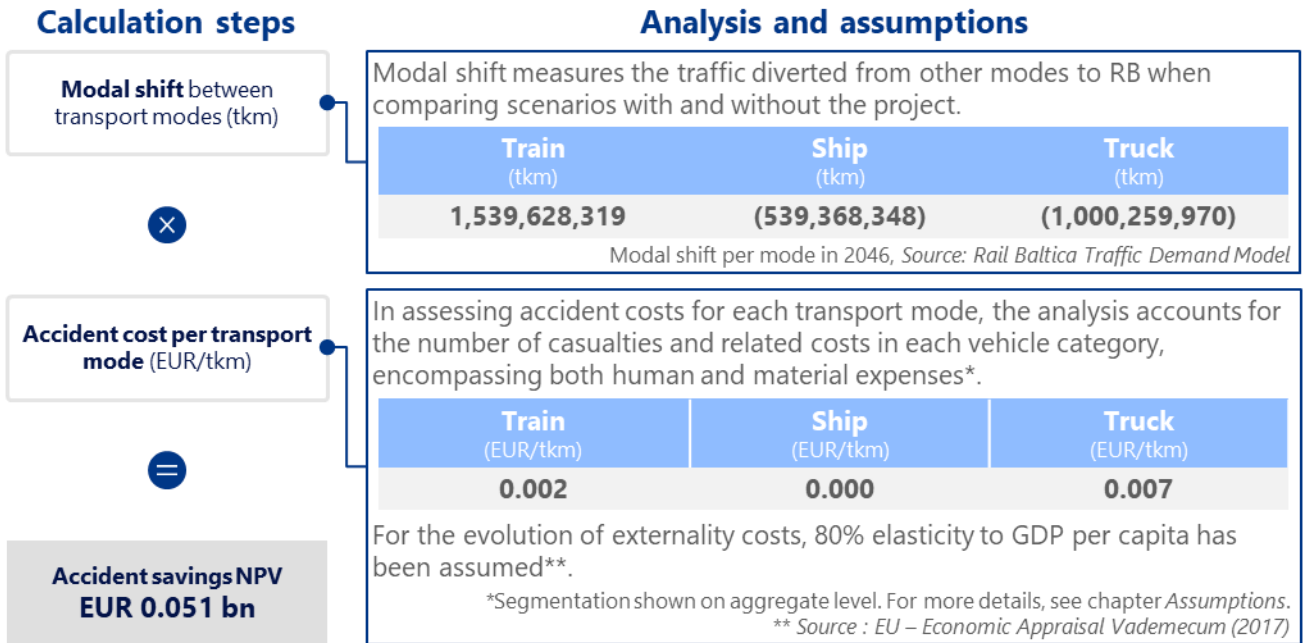 Calculation steps
Analysis and assumptions
Modal shift between
transport modes (tkm)
Modal shift measures the traffic diverted from other modes to RB when
comparing scenarios with and without the project.
Train
(tkm)
Ship
(tkm)
Truck
(tkm)
1,539,628,319
(539,368,348)
(1,000,259,970)
Modal shift per mode in 2046, Source: Rail Baltica Traffic Demand Model
×
Accident cost per transport
mode (EUR/tkm)
In assessing accident costs for each transport mode, the analysis accounts for
the number of casualties and related costs in each vehicle category,
encompassing both human and material expenses*.
Train
(EUR/tkm)
Ship
(EUR/tkm)
Truck
(EUR/tkm)
0.002
0.000
0.007
For the evolution of externality costs, 80% elasticity to GDP per capita has
been assumed**.
*Segmentation shown on aggregate level. For more details, see chapter Assumptions.
** Source : EU – Economic Appraisal Vademecum (2017)
=
Accident savings NPV
EUR 0.051 bn